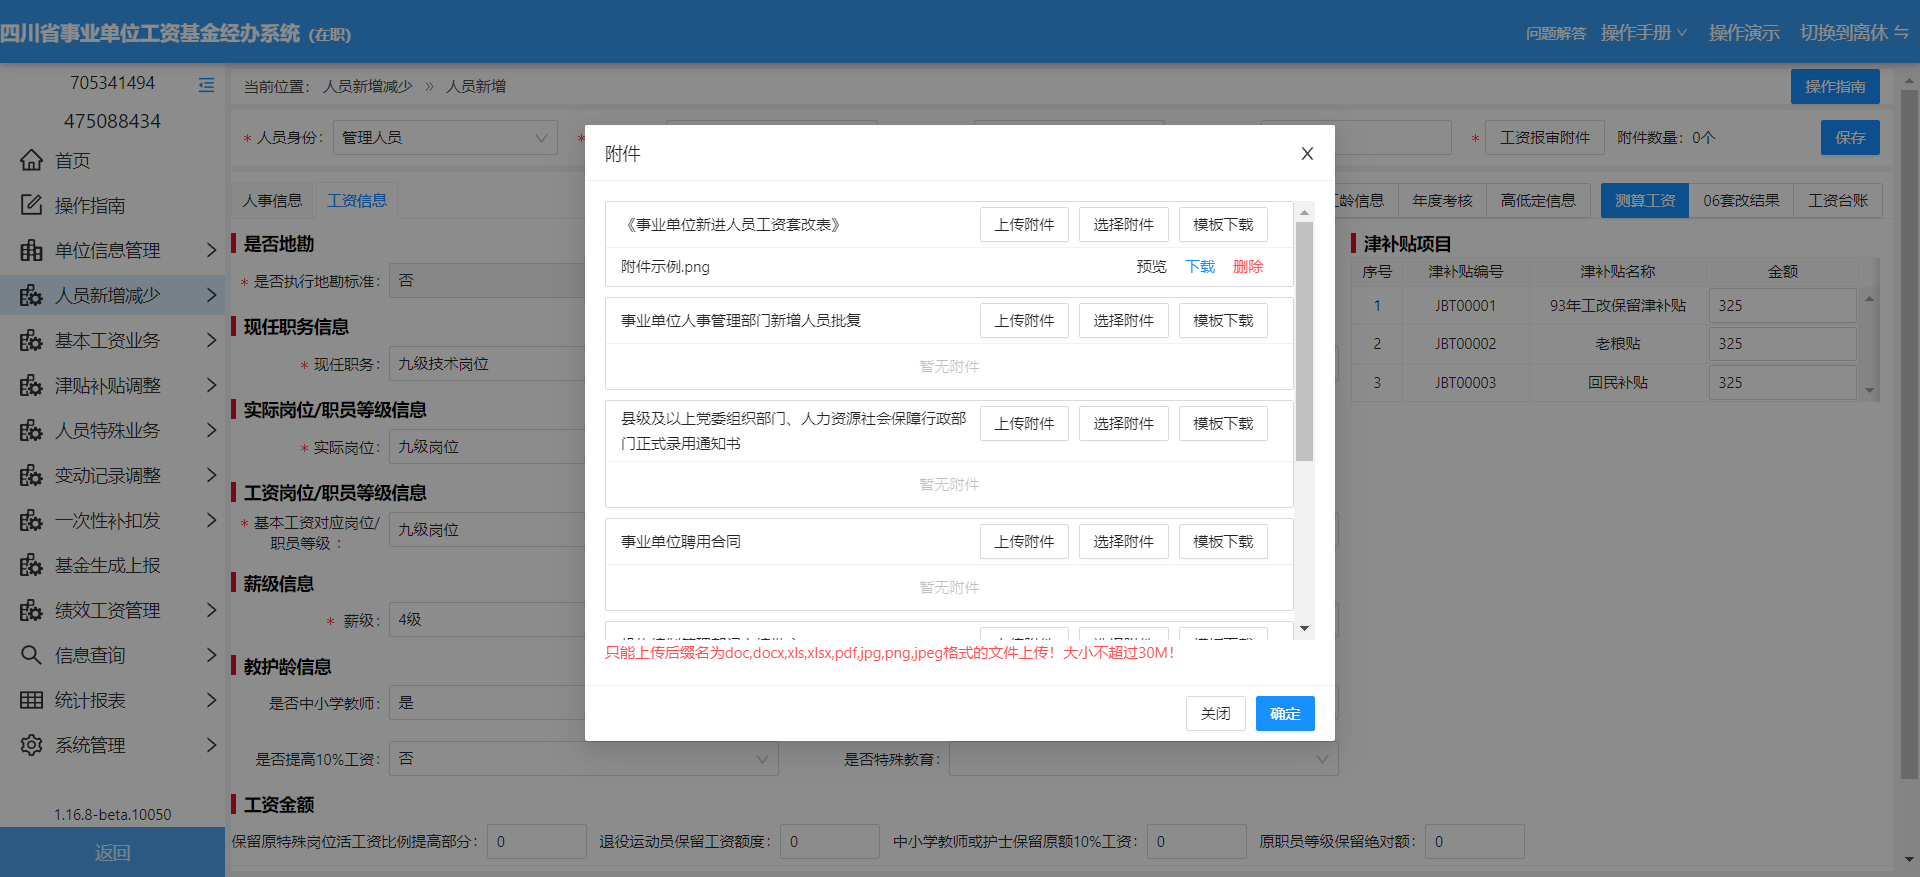 四川省事业单位工资基金经办系统 (在职)
问题解答 操作手册 操作演示 切换到离休
705341494
475088434
首页
操作指南
单位信息管理
人员新增减少
基本工资业务
津贴补贴调整
人员特殊业务
变动记录调整
一次性补扣发
基金生成上报
绩效工资管理
信息查询
统计报表
系统管理
1.16.8-beta.10050
返回
当前位置： 人员新增减少 » 人员新增
操作指南
* 人员身份： 管理人员
* 工资报审附件 附件数量：0个 保存
人事信息 工资信息
龄信息 年度考核 高低定信息 测算工资 06套改结果 工资台账
是否地勘
* 是否执行地勘标准： 否
现任职务信息
* 现任职务： 九级技术岗位
实际岗位/职员等级信息
* 实际岗位： 九级岗位
工资岗位/职员等级信息
* 基本工资对应岗位/
职员等级 ： 九级岗位
薪级信息
* 薪级： 4级
教护龄信息
是否中小学教师： 是
是否提高10%工资： 否
是否特殊教育：
工资金额
保留原特殊岗位活工资比例提高部分： 0
退役运动员保留工资额度： 0
中小学教师或护士保留原额10%工资： 0
原职员等级保留绝对额： 0
津补贴项目
序号 津补贴编号 津补贴名称 金额
1 JBT00001 93年工改保留津补贴 325
2 JBT00002 老粮贴 325
3 JBT00003 回民补贴 325
附件
《事业单位新进人员工资套改表》 上传附件 选择附件 模板下载
附件示例.png 预览 下载 删除
事业单位人事管理部门新增人员批复 上传附件 选择附件 模板下载
暂无附件
县级及以上党委组织部门、人力资源社会保障行政部
门正式录用通知书
上传附件 选择附件 模板下载
暂无附件
事业单位聘用合同 上传附件 选择附件 模板下载
暂无附件
上传附件 选择附件 模板下载
只能上传后缀名为doc,docx,xls,xlsx,pdf,jpg,png,jpeg格式的文件上传！大小不超过30M！
关闭 确定